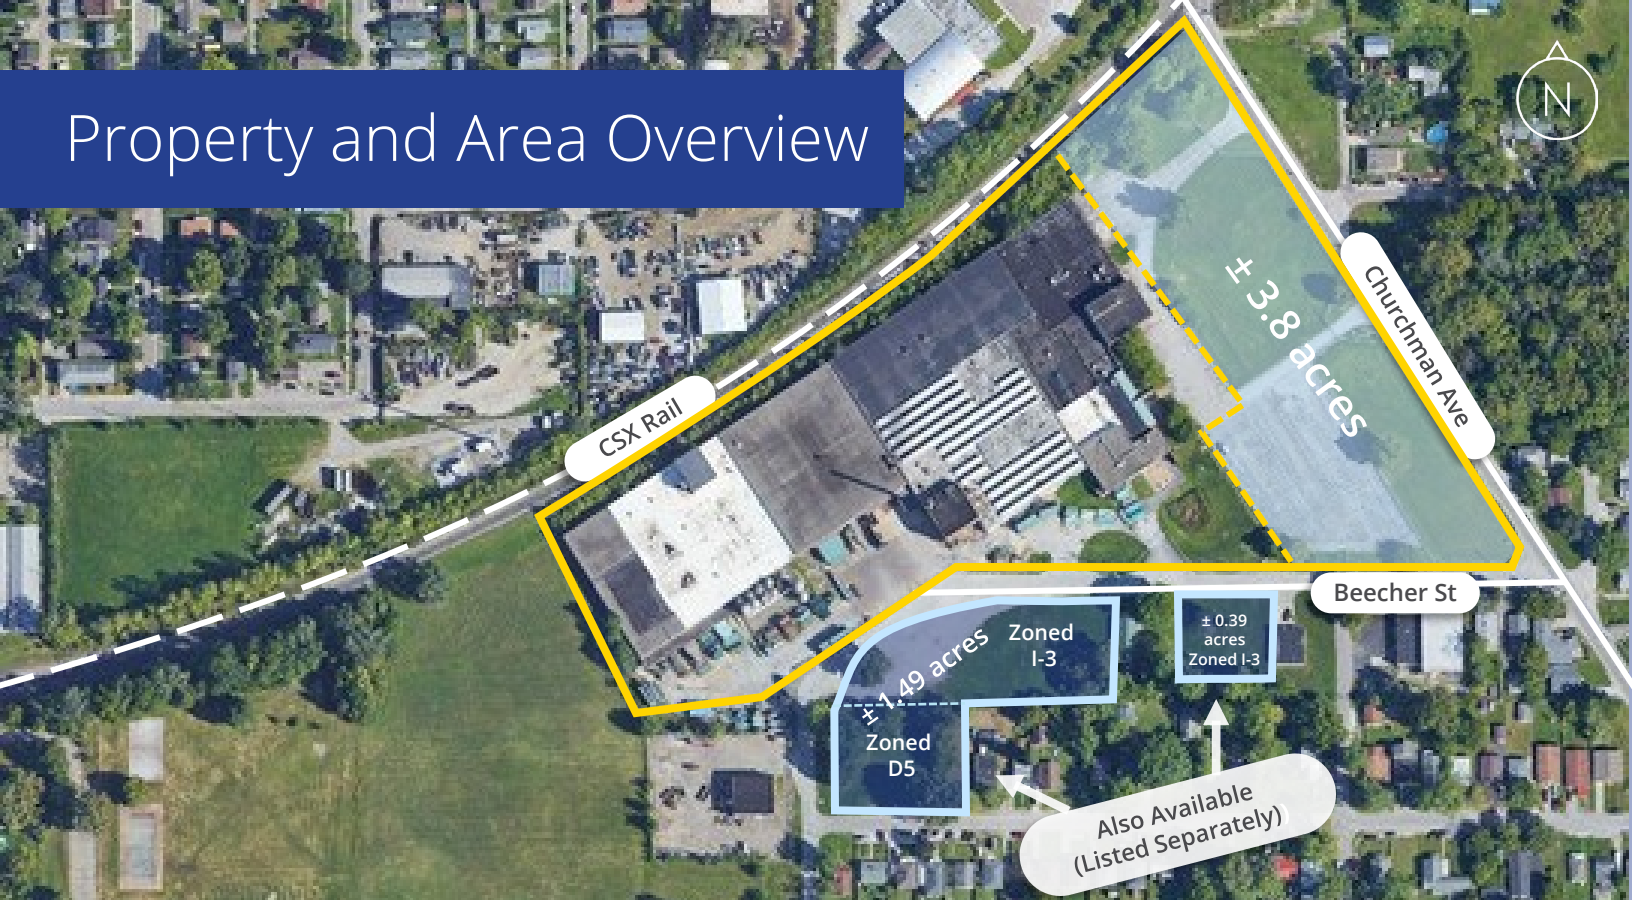 Property and Area Overview
N
± 3.8 acres
Churchman Ave
CSX Rail
Beecher St
± 1.49 acres
Zoned
I-3
± 0.39
acres
Zoned I-3
Zoned
D5
Also Available
(Listed Separately)